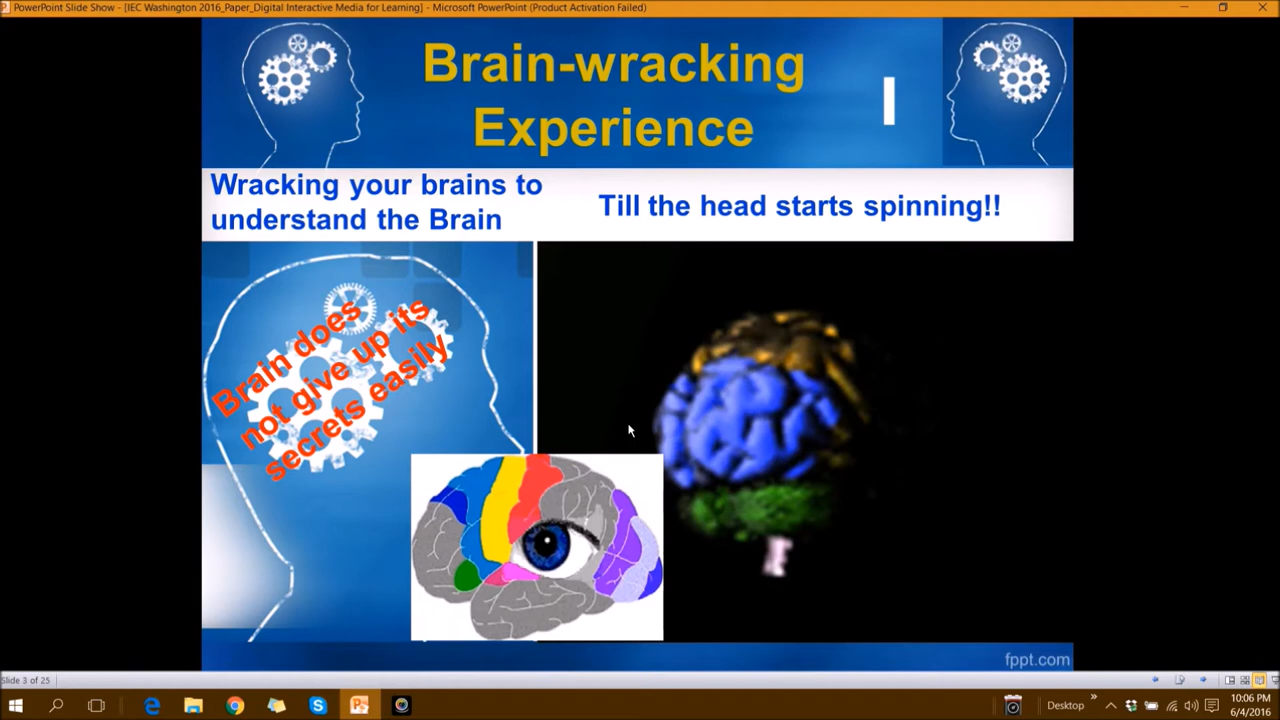 PowerPoint Slide Show - [IEC Washington 2016_Paper_Digital Interactive Media for Learning] - Microsoft PowerPoint (Product Activation Failed)
Brain-wracking
Experience
I
Wracking your brains to
understand the Brain
Till the head starts spinning!!
Brain does
not give up its
secrets easily
fppt.com
Slide 3 of 25
Desktop
10:06 PM
6/4/2016